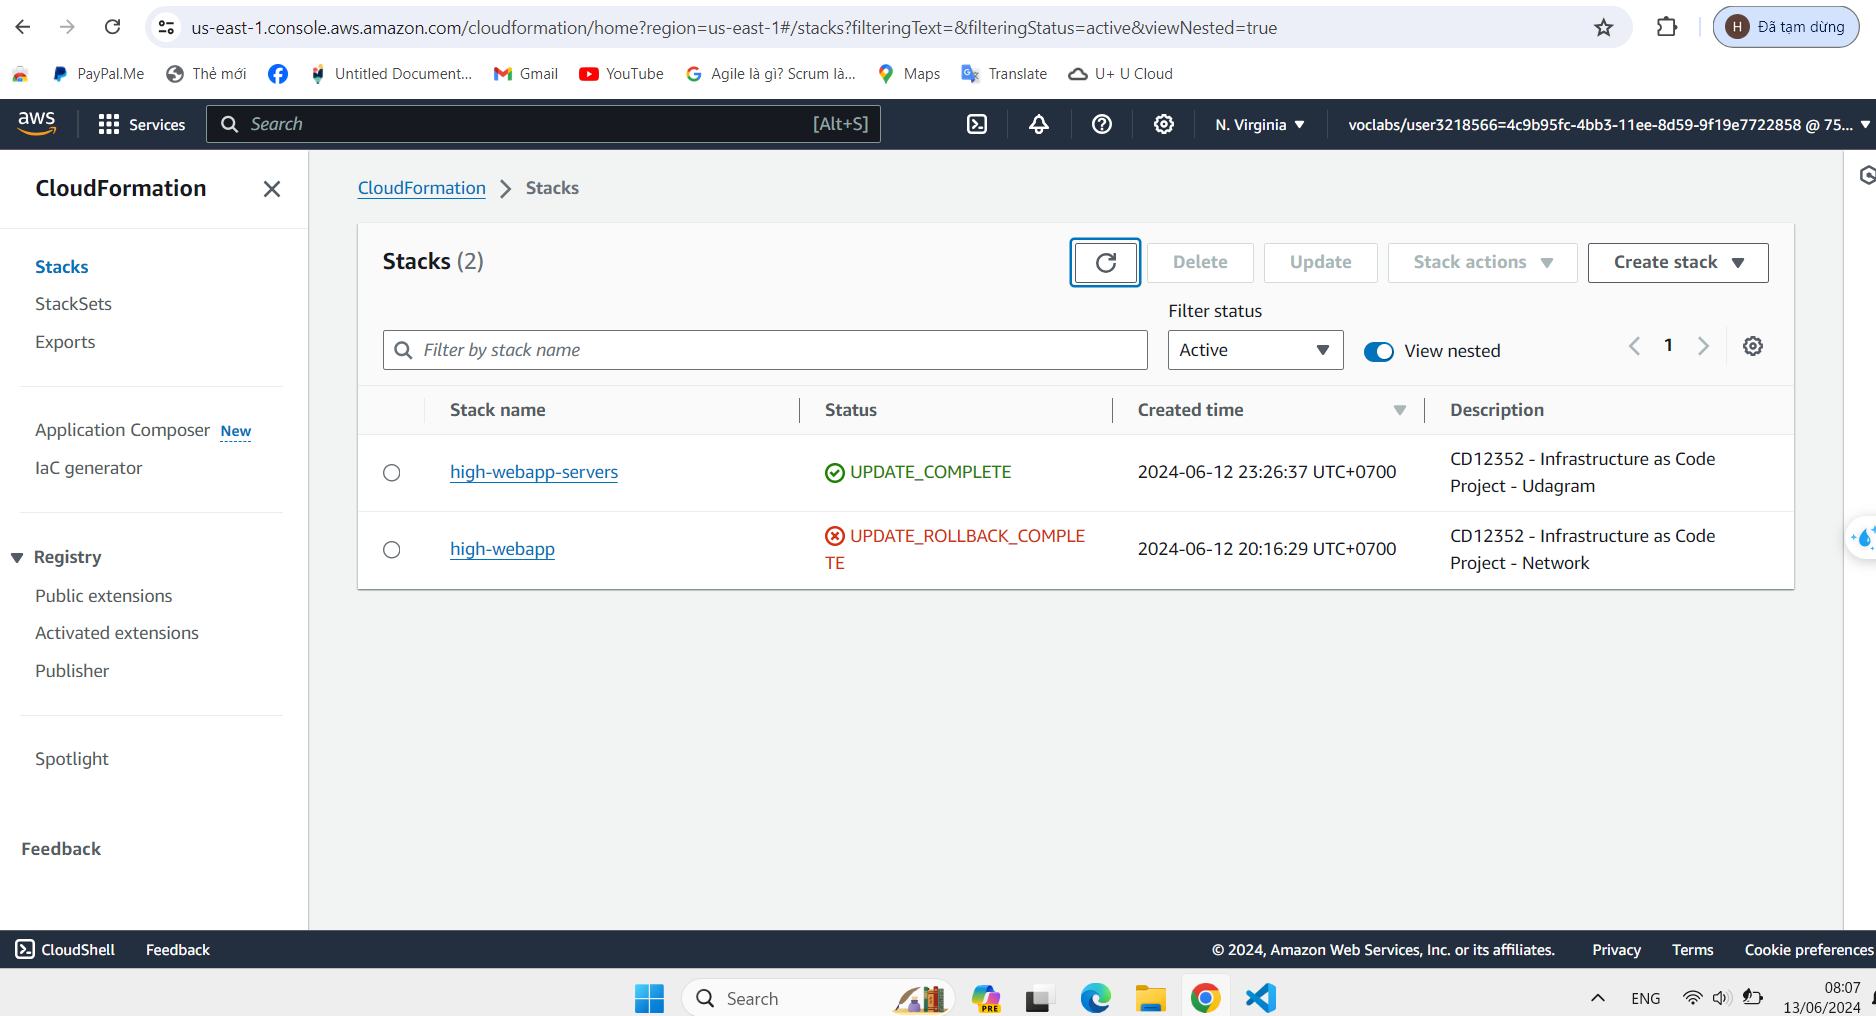 us-east-1.console.aws.amazon.com/cloudformation/home?region=us-east-1#/stacks?filteringText=&filteringStatus=active&viewNested=true
H Đã tạm dừng
PayPal.Me Thẻ mới Untitled Document... Gmail YouTube Agile là gì? Scrum là... Maps Translate U+ U Cloud
aws Services Search [Alt+S] N. Virginia voclabs/user3218566=4c9b95fc-4bb3-11ee-8d59-9f19e7722858 @ 75...
CloudFormation
CloudFormation Stacks
Stacks
StackSets
Exports
Application Composer New
IaC generator
Registry
Public extensions
Activated extensions
Publisher
Spotlight
Feedback
Stacks (2)
Delete Update Stack actions Create stack
Filter status
Filter by stack name Active View nested 1
Stack name Status Created time Description
high-webapp-servers UPDATE_COMPLETE 2024-06-12 23:26:37 UTC+0700 CD12352 - Infrastructure as Code
Project - Udagram
high-webapp UPDATE_ROLLBACK_COMPLE 2024-06-12 20:16:29 UTC+0700 CD12352 - Infrastructure as Code
TE Project - Network
CloudShell Feedback © 2024, Amazon Web Services, Inc. or its affiliates. Privacy Terms Cookie preferences
Search PRE ENG 08:07
13/06/2024